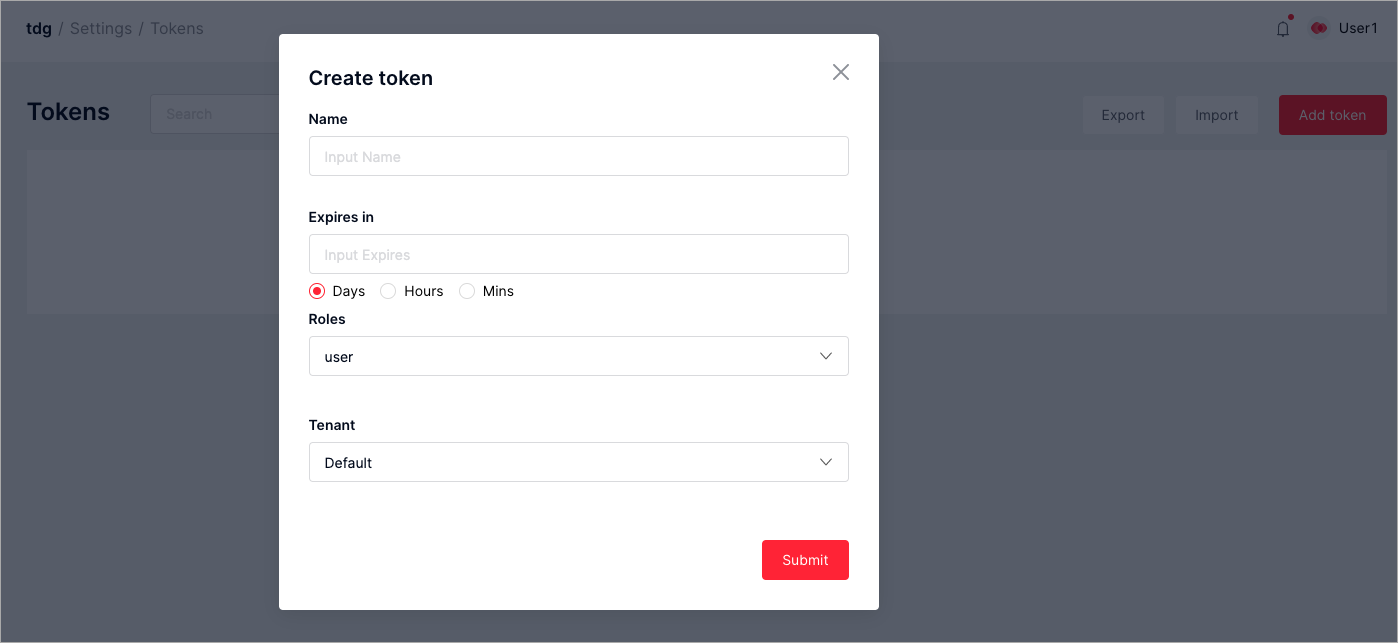 tdg / Settings / Tokens
User1
Tokens
Search
Export
Import
Add token
Create token
Name
Input Name
Expires in
Input Expires
Days
Hours
Mins
Roles
user
Tenant
Default
Submit